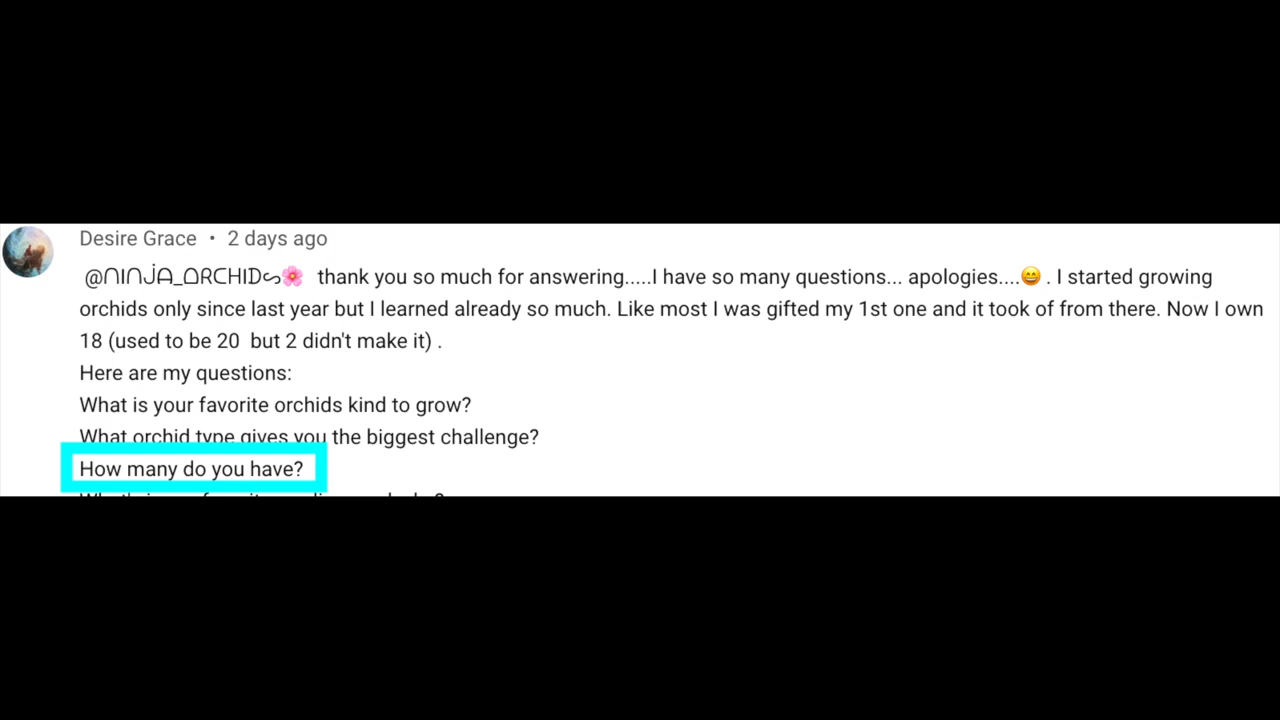 Desire Grace • 2 days ago
@ᑎIᑎJᗩ_ᗝᖇᑕᕼIᗪᔕ🌸 thank you so much for answering.....I have so many questions... apologies....😄 . I started growing
orchids only since last year but I learned already so much. Like most I was gifted my 1st one and it took of from there. Now I own
18 (used to be 20 but 2 didn't make it) .
Here are my questions:
What is your favorite orchids kind to grow?
What orchid type gives you the biggest challenge?
How many do you have?